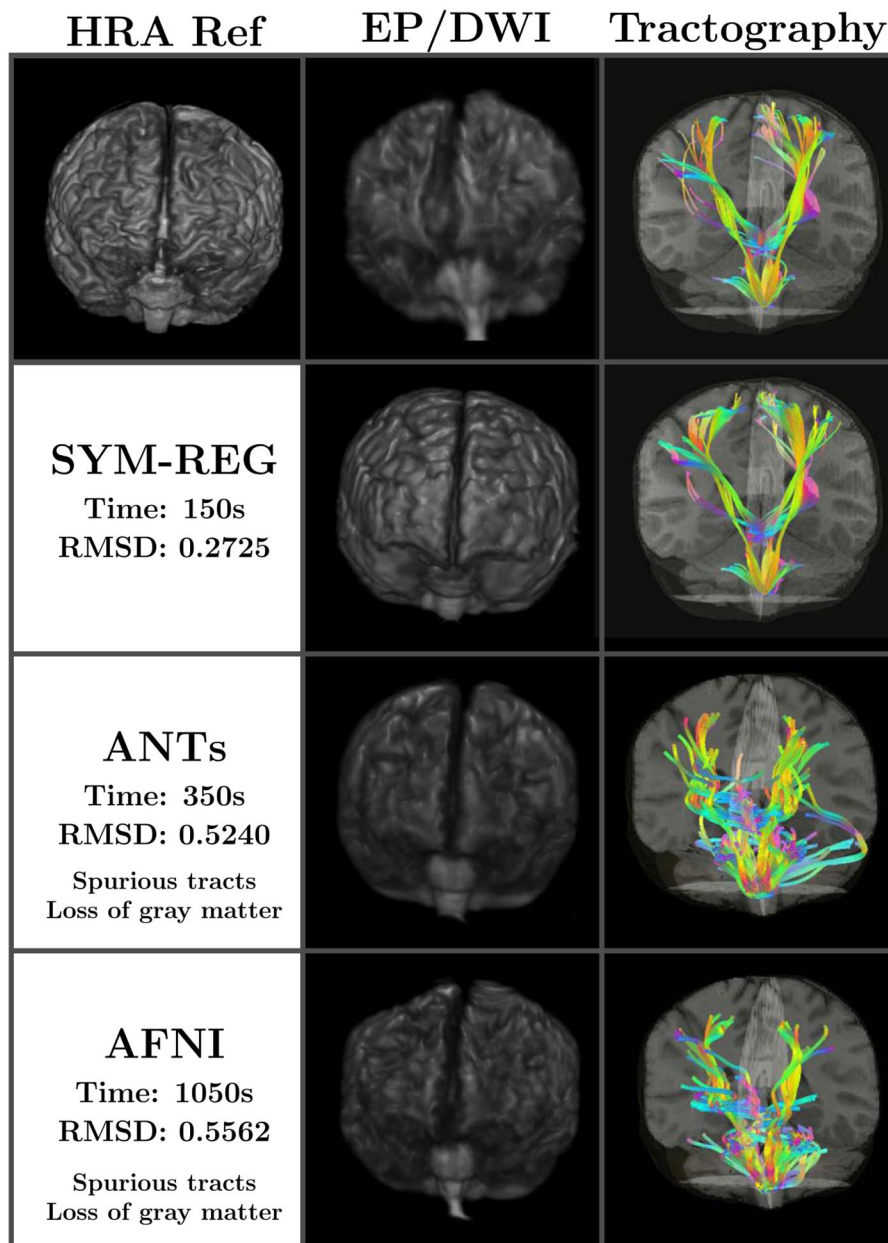 HRA Ref EP/DWI Tractography
SYM-REG
Time: 150s
RMSD: 0.2725
ANTs
Time: 350s
RMSD: 0.5240
Spurious tracts
Loss of gray matter
AFNI
Time: 1050s
RMSD: 0.5562
Spurious tracts
Loss of gray matter